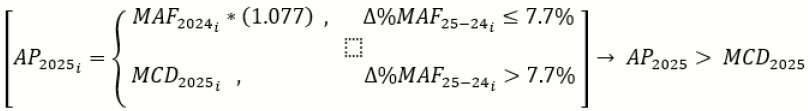 MAF₂₀₂₄ᵢ * (1.077) , Δ%MAF₂₅₋₂₄ᵢ ≤ 7.7%
[AP₂₀₂₅ᵢ = { ] → AP₂₀₂₅ > MCD₂₀₂₅
MCD₂₀₂₅ᵢ , Δ%MAF₂₅₋₂₄ᵢ > 7.7%